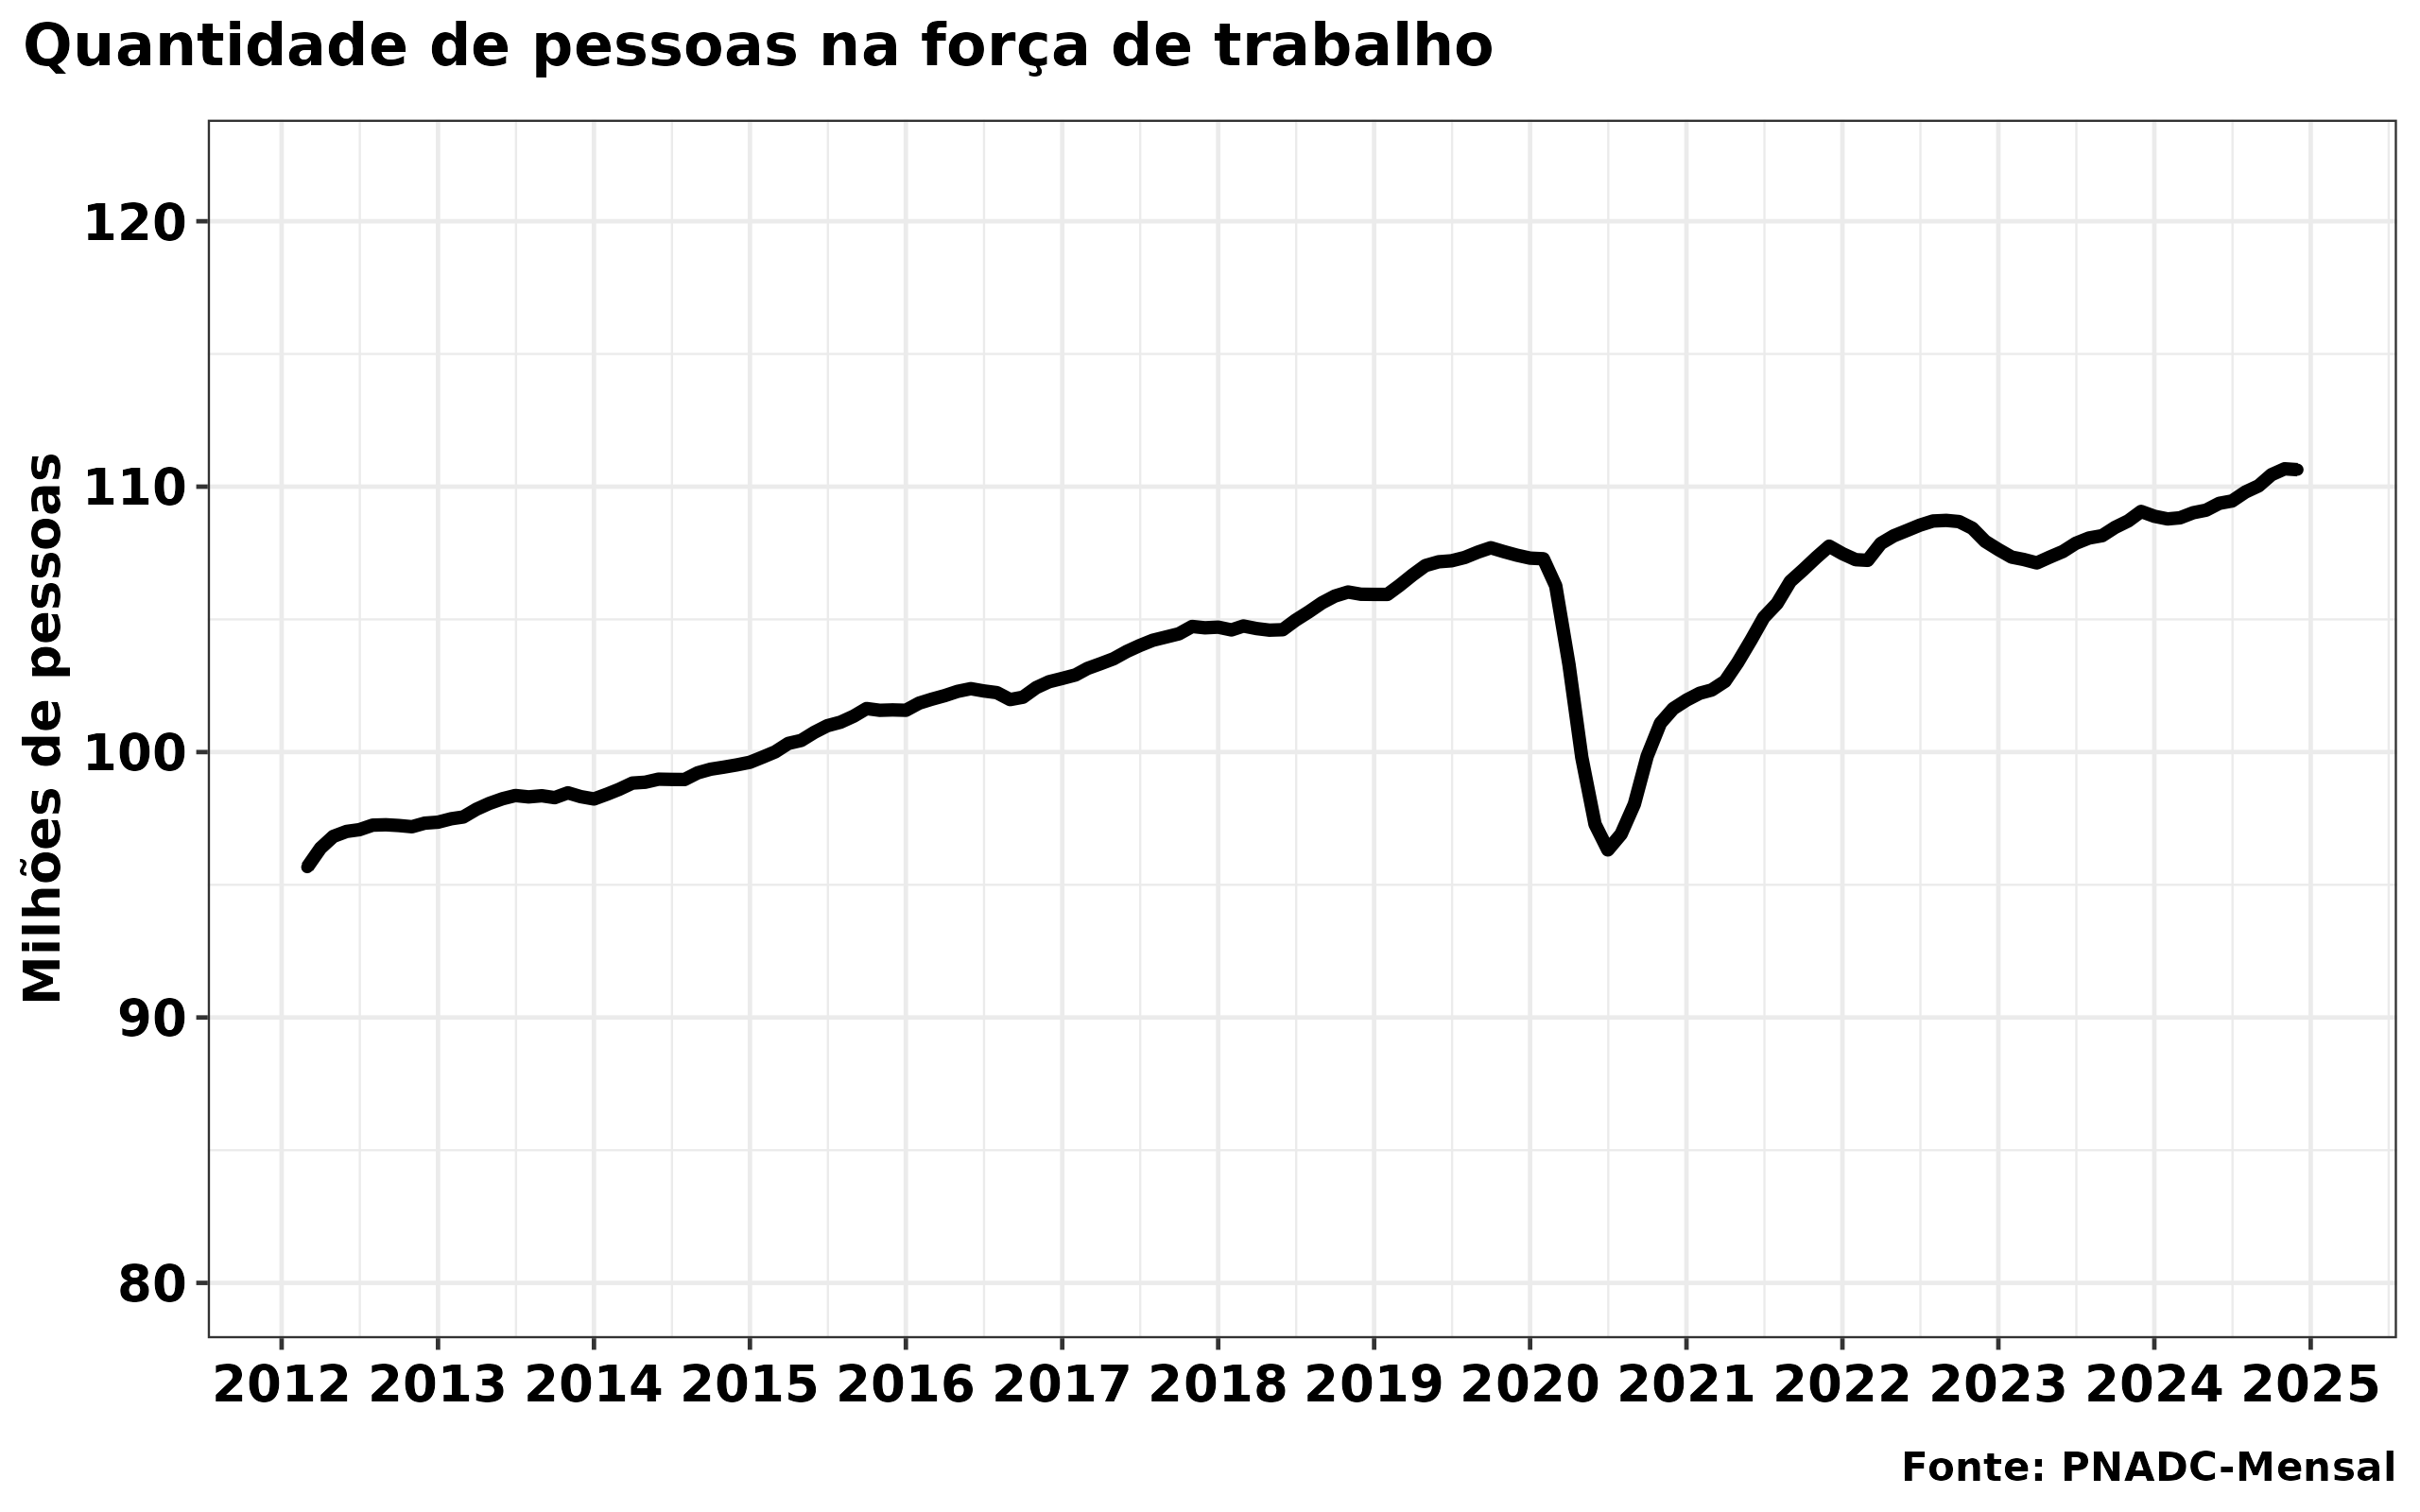 Quantidade de pessoas na força de trabalho
Milhões de pessoas
120
110
100
90
80
2012 2013 2014 2015 2016 2017 2018 2019 2020 2021 2022 2023 2024 2025
Fonte: PNADC-Mensal